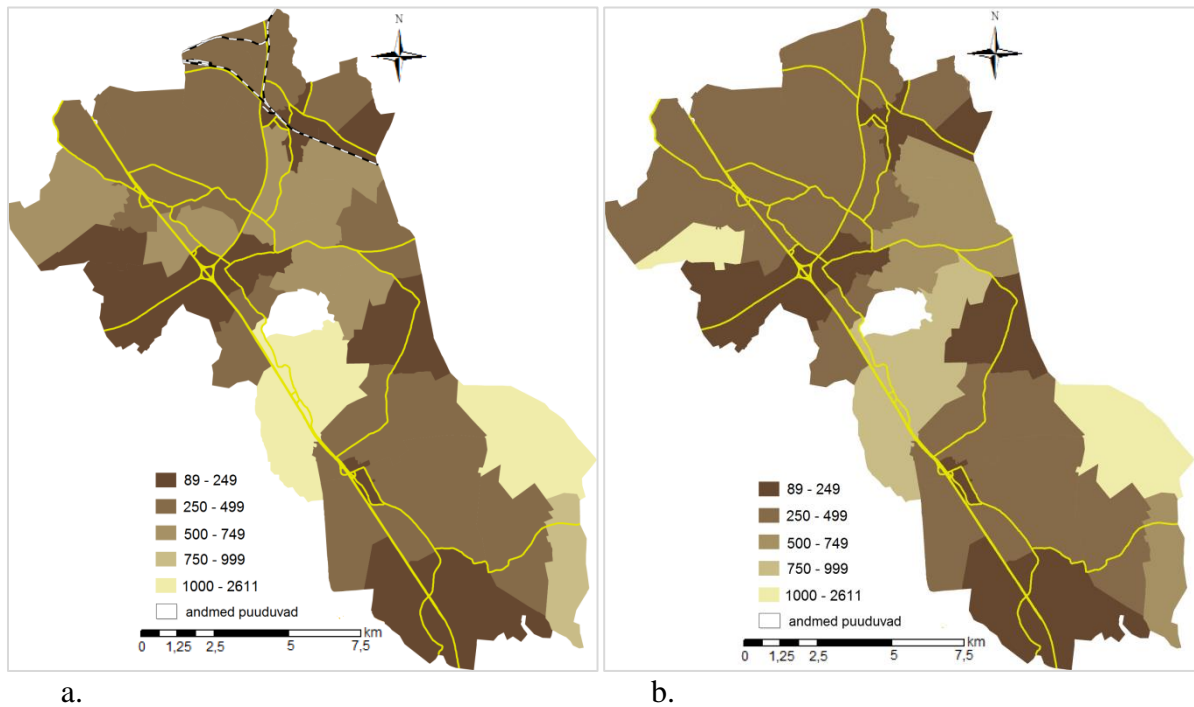 N
89 - 249
250 - 499
500 - 749
750 - 999
1000 - 2611
andmed puuduvad
km
0 1,25 2,5 5 7,5
N
89 - 249
250 - 499
500 - 749
750 - 999
1000 - 2611
andmed puuduvad
km
0 1,25 2,5 5 7,5
a. b.